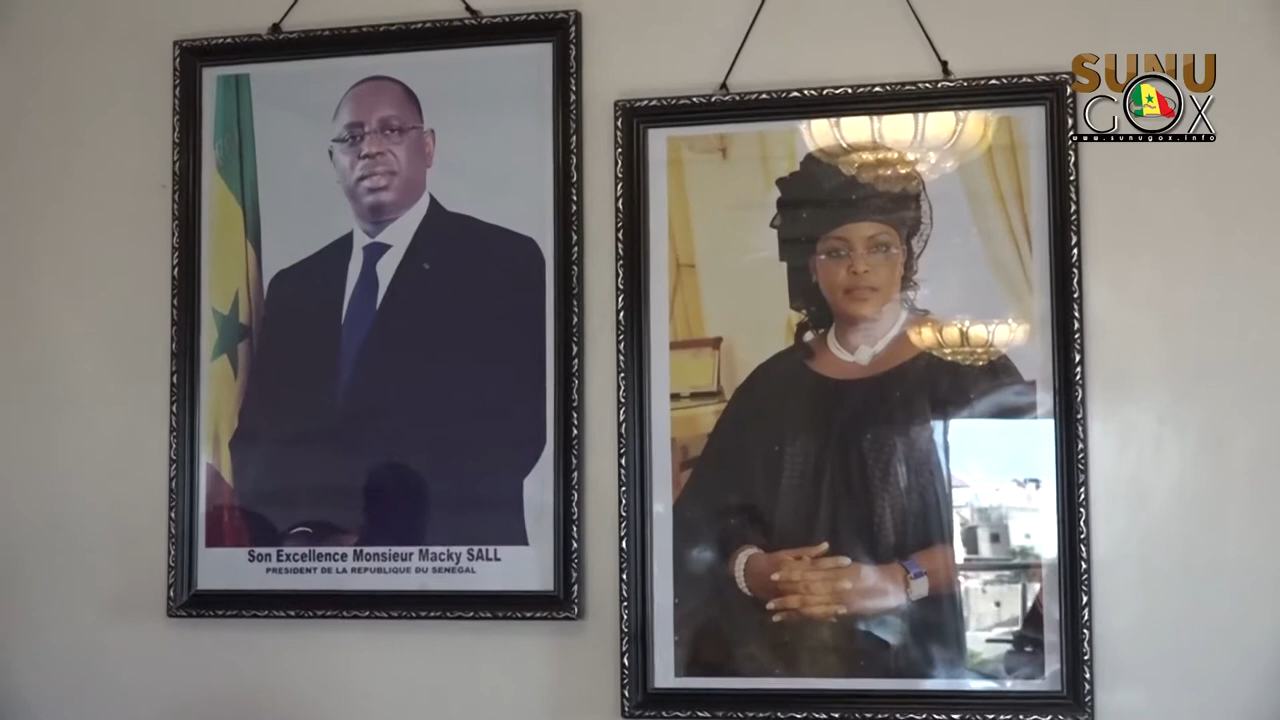 SUNU
GOX
www.sunugox.info
Son Excellence Monsieur Macky SALL
PRESIDENT DE LA REPUBLIQUE DU SENEGAL